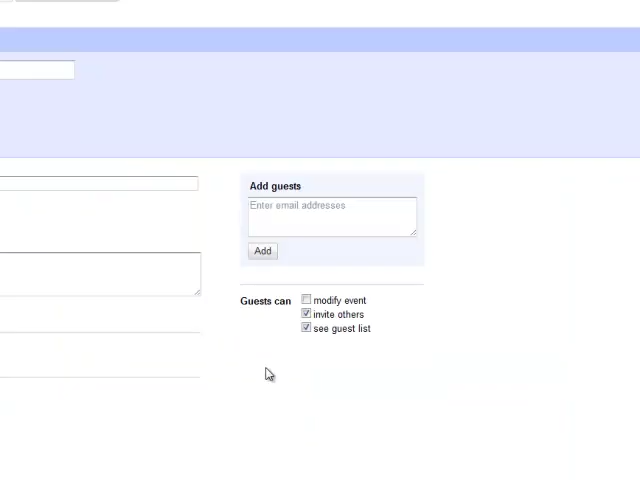 Add guests
Enter email addresses
Add
Guests can
modify event
invite others
see guest list